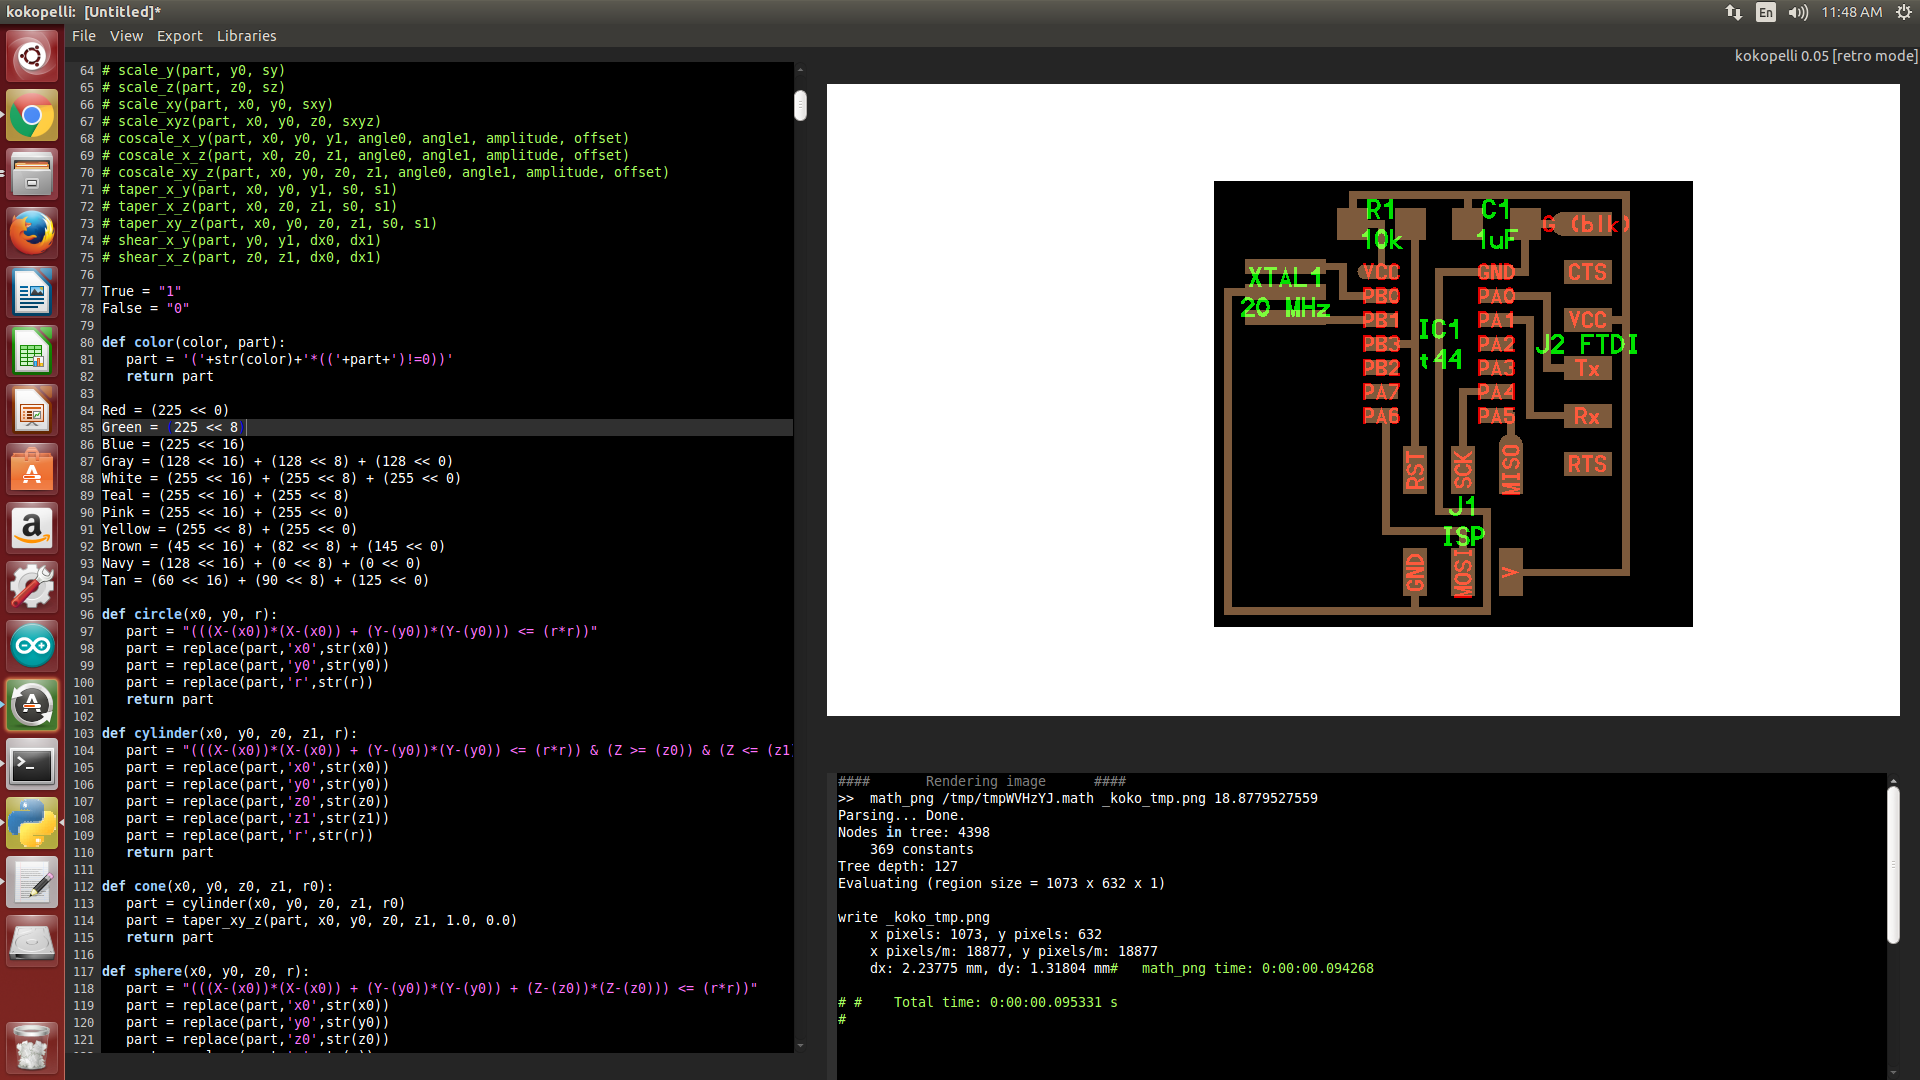 kokopelli: [Untitled]*
En
11:48 AM
File View Export Libraries
kokopelli 0.05 [retro mode]
64 # scale_y(part, y0, sy)
65 # scale_z(part, z0, sz)
66 # scale_xy(part, x0, y0, sxy)
67 # scale_xyz(part, x0, y0, z0, sxyz)
68 # coscale_x_y(part, x0, y0, y1, angle0, angle1, amplitude, offset)
69 # coscale_x_z(part, x0, z0, z1, angle0, angle1, amplitude, offset)
70 # coscale_xy_z(part, x0, y0, z0, z1, angle0, angle1, amplitude, offset)
71 # taper_x_y(part, x0, y0, y1, s0, s1)
72 # taper_x_z(part, x0, z0, z1, s0, s1)
73 # taper_xy_z(part, x0, y0, z0, z1, s0, s1)
74 # shear_x_y(part, y0, y1, dx0, dx1)
75 # shear_x_z(part, z0, z1, dx0, dx1)
76
77 True = "1"
78 False = "0"
79
80 def color(color, part):
81    part = '('+str(color)+'*(('+part+')!=0))'
82    return part
83
84 Red = (225 << 0)
85 Green = (225 << 8)
86 Blue = (225 << 16)
87 Gray = (128 << 16) + (128 << 8) + (128 << 0)
88 White = (255 << 16) + (255 << 8) + (255 << 0)
89 Teal = (255 << 16) + (255 << 8)
90 Pink = (255 << 16) + (255 << 0)
91 Yellow = (255 << 8) + (255 << 0)
92 Brown = (45 << 16) + (82 << 8) + (145 << 0)
93 Navy = (128 << 16) + (0 << 8) + (0 << 0)
94 Tan = (60 << 16) + (90 << 8) + (125 << 0)
95
96 def circle(x0, y0, r):
97    part = "(((X-(x0))*(X-(x0)) + (Y-(y0))*(Y-(y0))) <= (r*r))"
98    part = replace(part,'x0',str(x0))
99    part = replace(part,'y0',str(y0))
100    part = replace(part,'r',str(r))
101    return part
102
103 def cylinder(x0, y0, z0, z1, r):
104    part = "(((X-(x0))*(X-(x0)) + (Y-(y0))*(Y-(y0)) <= (r*r)) & (Z >= (z0)) & (Z <= (z1
105    part = replace(part,'x0',str(x0))
106    part = replace(part,'y0',str(y0))
107    part = replace(part,'z0',str(z0))
108    part = replace(part,'z1',str(z1))
109    part = replace(part,'r',str(r))
110    return part
111
112 def cone(x0, y0, z0, z1, r0):
113    part = cylinder(x0, y0, z0, z1, r0)
114    part = taper_xy_z(part, x0, y0, z0, z1, 1.0, 0.0)
115    return part
116
117 def sphere(x0, y0, z0, r):
118    part = "(((X-(x0))*(X-(x0)) + (Y-(y0))*(Y-(y0)) + (Z-(z0))*(Z-(z0))) <= (r*r))"
119    part = replace(part,'x0',str(x0))
120    part = replace(part,'y0',str(y0))
121    part = replace(part,'z0',str(z0))
R1 C1
10k 1uF G (blk)
XTAL1 VCC GND CTS
20 MHz PB0 PA0
PB1 IC1 PA1 VCC
PB3 t44 PA2 J2 FTDI
PB2 PA3 Tx
PA7 PA4
PA6 PA5 Rx
RST SCK MISO RTS
J1
ISP
GND MOSI V
####       Rendering image      ####
>>  math_png /tmp/tmpWVHzYJ.math _koko_tmp.png 18.8779527559
Parsing... Done.
Nodes in tree: 4398
    369 constants
Tree depth: 127
Evaluating (region size = 1073 x 632 x 1)
write _koko_tmp.png
    x pixels: 1073, y pixels: 632
    x pixels/m: 18877, y pixels/m: 18877
    dx: 2.23775 mm, dy: 1.31804 mm#   math_png time: 0:00:00.094268
# #    Total time: 0:00:00.095331 s
#